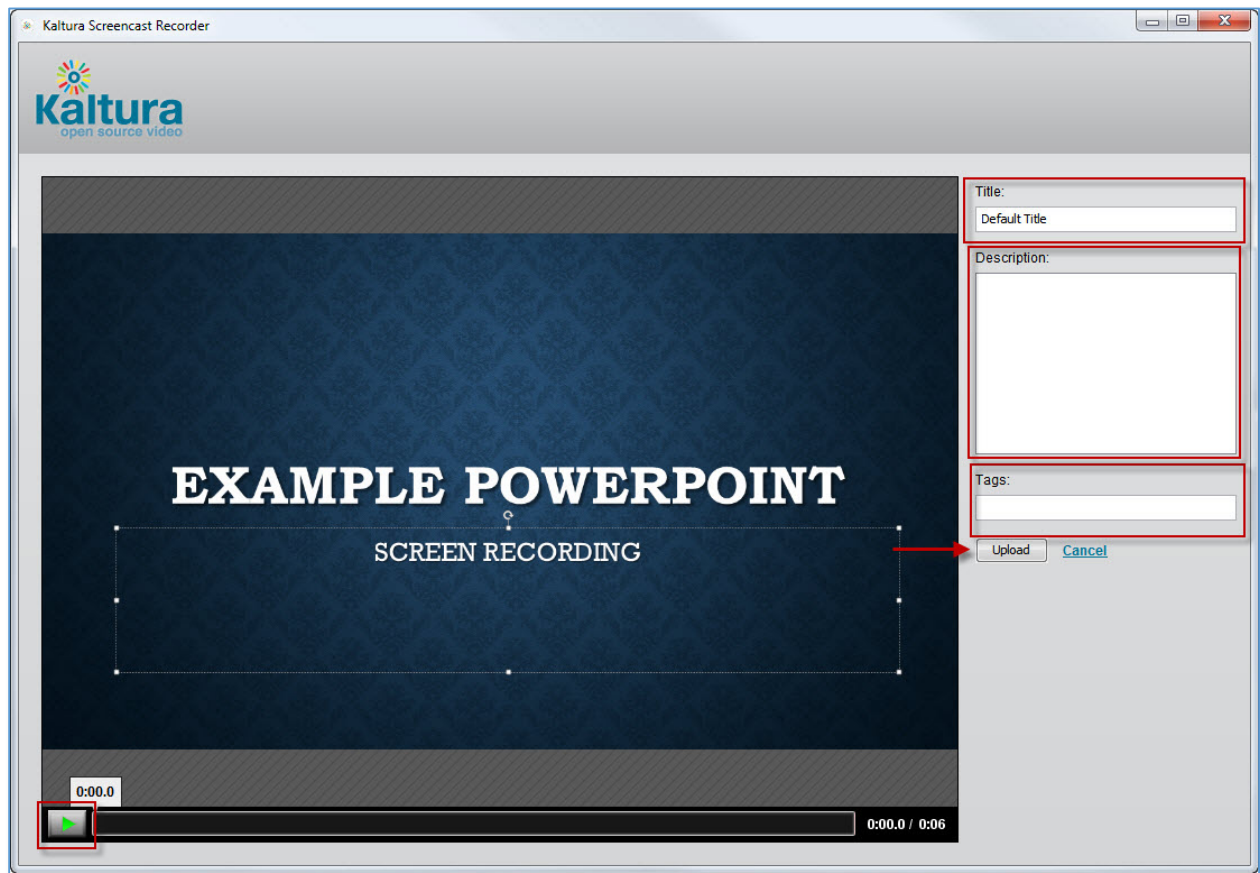 Kaltura Screencast Recorder
Kaltura
open source video
EXAMPLE POWERPOINT
SCREEN RECORDING
0:00.0
0:00.0 / 0:06
Title:
Default Title
Description:
Tags:
Upload Cancel